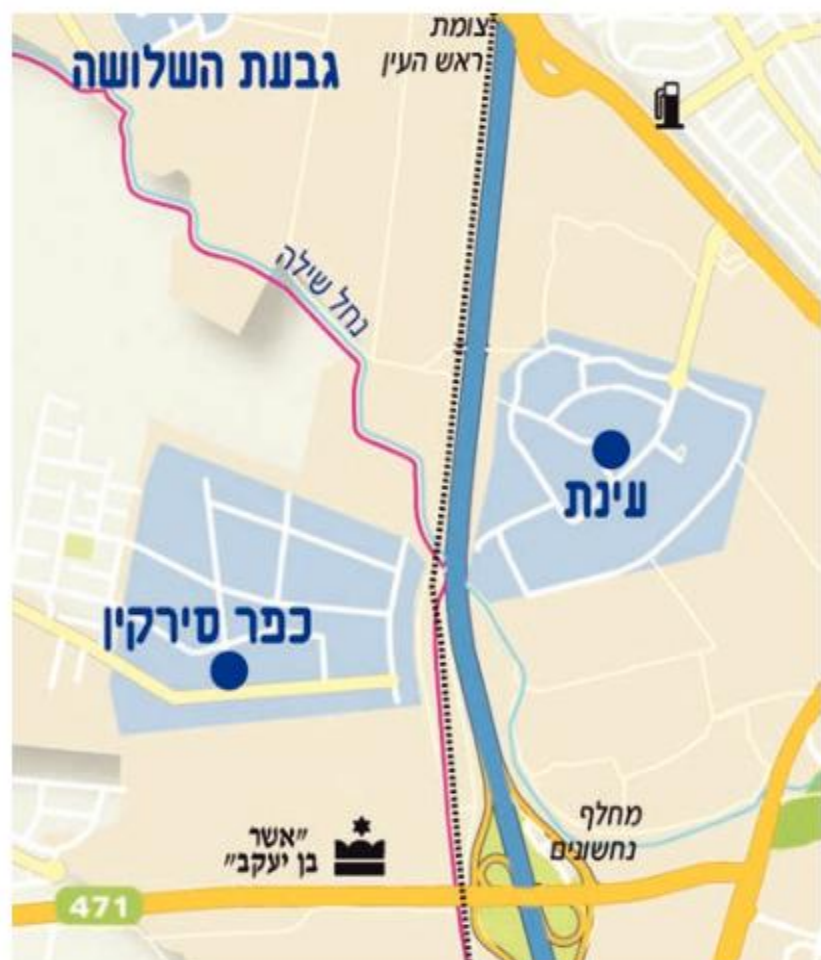 צומת
ראש העין
גבעת השלושה
נחל שילה
עינת
כפר סירקין
מחלף
נחשונים
"אשר
בן יעקב"
471